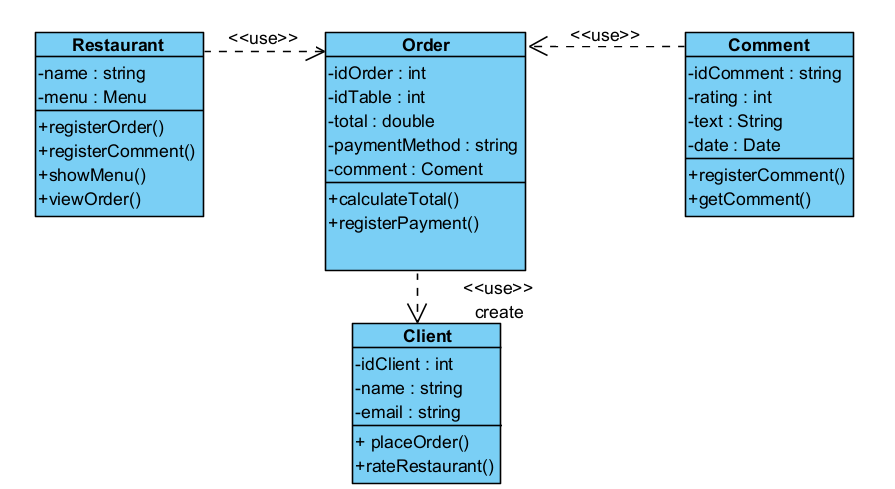 Restaurant
-name : string
-menu : Menu
+registerOrder()
+registerComment()
+showMenu()
+viewOrder()
<<use>>
Order
-idOrder : int
-idTable : int
-total : double
-paymentMethod : string
-comment : Coment
+calculateTotal()
+registerPayment()
<<use>>
Comment
-idComment : string
-rating : int
-text : String
-date : Date
+registerComment()
+getComment()
<<use>>
create
Client
-idClient : int
-name : string
-email : string
+ placeOrder()
+rateRestaurant()